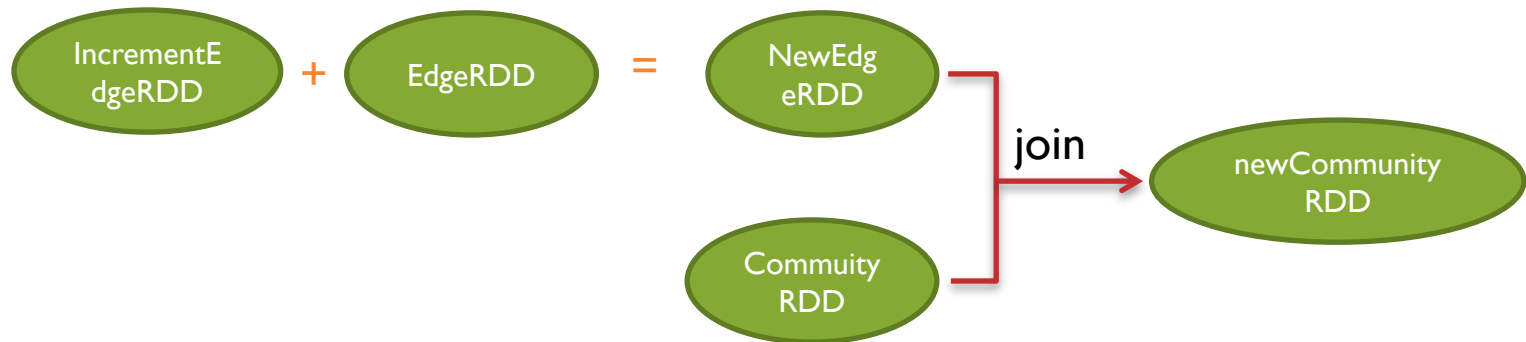 IncrementE
dgeRDD
+
EdgeRDD
=
NewEdg
eRDD
join
newCommunity
RDD
Commuity
RDD